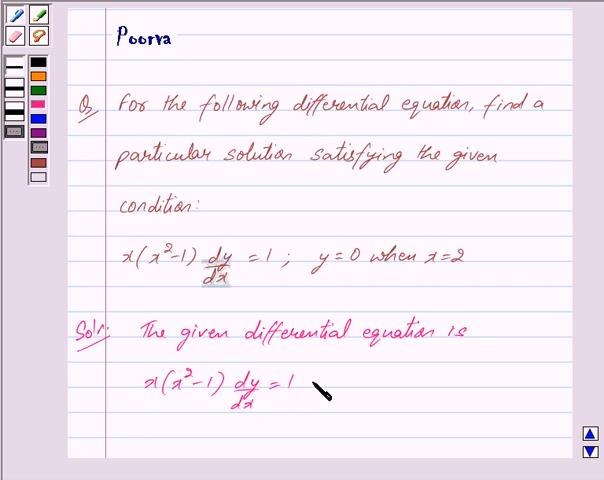 Poorva
Q. For the following differential equation, find a
particular solution satisfying the given
condition:
x(x²-1) dy/dx = 1 ; y=0 when x=2
Soln: The given differential equation is
x(x²-1) dy/dx = 1